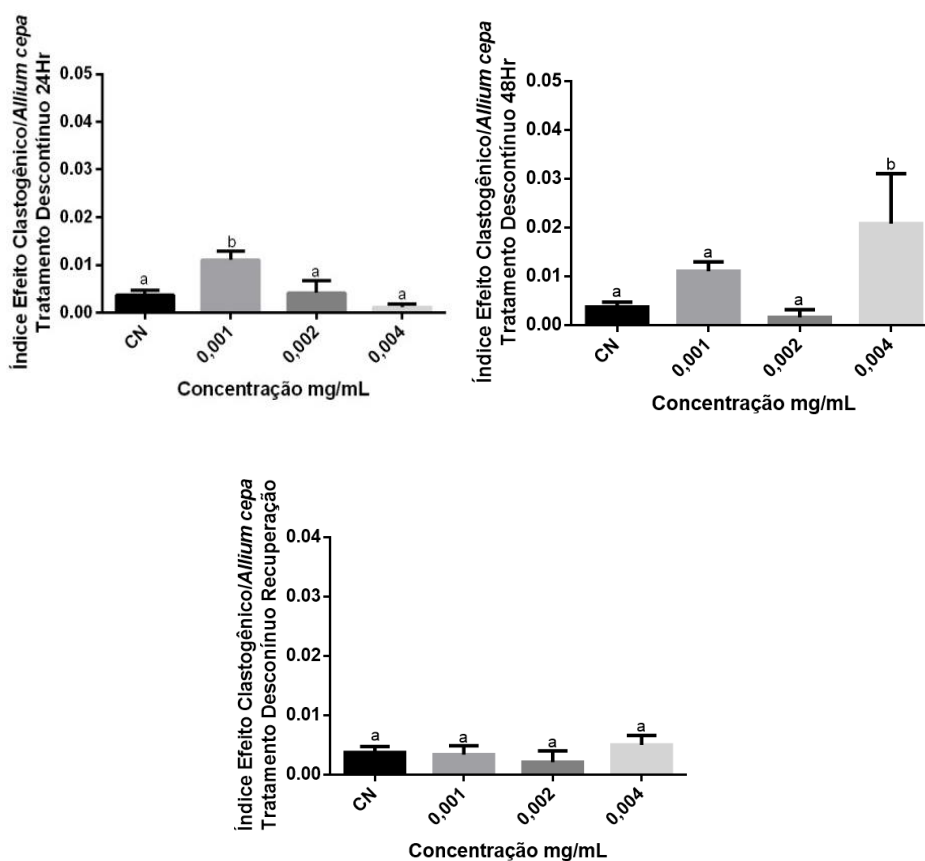 Índice Efeito Clastogênico/Allium cepa
Tratamento Descontínuo 24Hr
0.05
0.04
0.03
0.02
0.01
0.00
a
b
a
a
CN
0,001
0,002
0,004
Concentração mg/mL
Índice Efeito Clastogênico/Allium cepa
Tratamento Descontínuo 48Hr
0.05
0.04
0.03
0.02
0.01
0.00
a
a
a
b
CN
0,001
0,002
0,004
Concentração mg/mL
Índice Efeito Clastogênico/Allium cepa
Tratamento Desconínuo Recuperação
0.04
0.03
0.02
0.01
0.00
a
a
a
a
CN
0,001
0,002
0,004
Concentração mg/mL